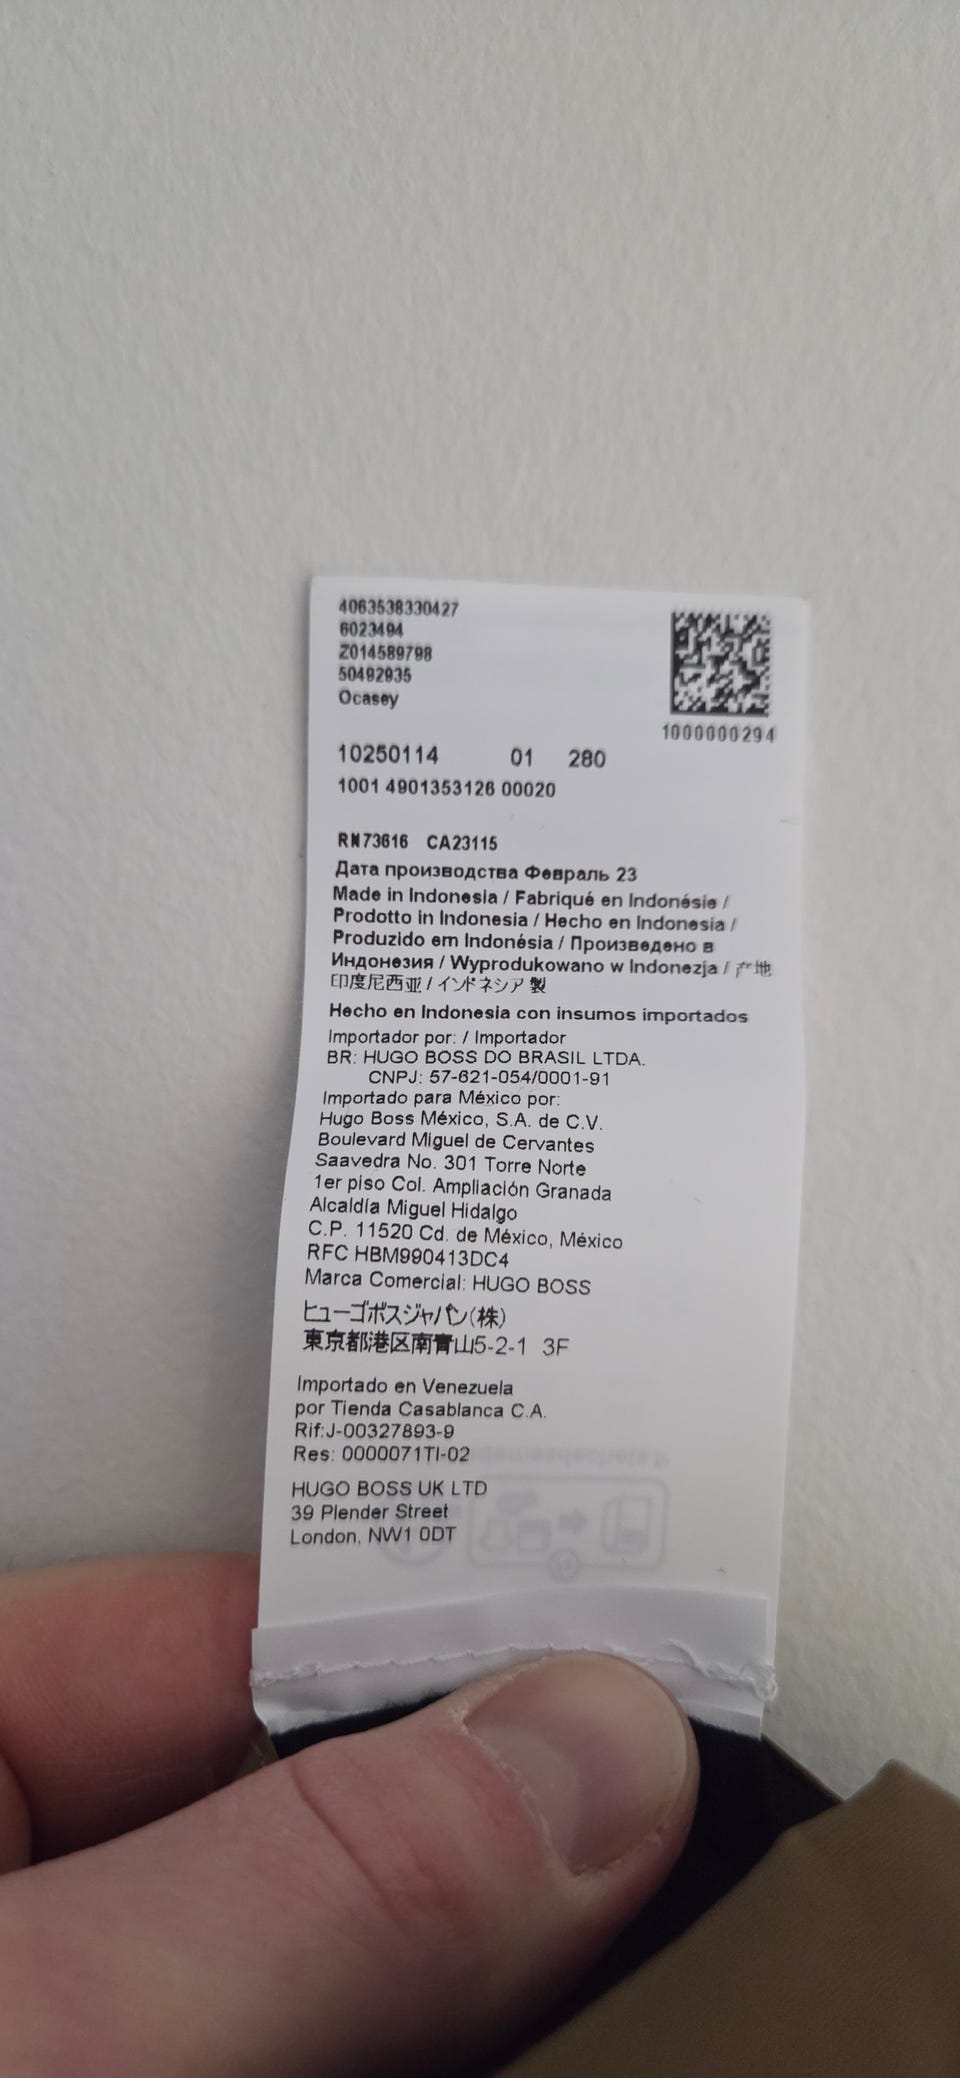 4063538330427
6023494
Z014589798
50492935
Ocasey
1000000294
10250114 01 280
1001 4901353126 00020
RN73616 CA23115
Дата производства Февраль 23
Made in Indonesia / Fabriqué en Indonésie /
Prodotto in Indonesia / Hecho en Indonesia /
Produzido em Indonésia / Произведено в
Индонезия / Wyprodukowano w Indonezja / 产地
印度尼西亚 / インドネシア 製
Hecho en Indonesia con insumos importados
Importador por: / Importador
BR: HUGO BOSS DO BRASIL LTDA.
CNPJ: 57-621-054/0001-91
Importado para México por:
Hugo Boss México, S.A. de C.V.
Boulevard Miguel de Cervantes
Saavedra No. 301 Torre Norte
1er piso Col. Ampliación Granada
Alcaldía Miguel Hidalgo
C.P. 11520 Cd. de México, México
RFC HBM990413DC4
Marca Comercial: HUGO BOSS
ヒューゴボスジャパン(株)
東京都港区南青山5-2-1 3F
Importado en Venezuela
por Tienda Casablanca C.A.
Rif:J-00327893-9
Res: 0000071TI-02
HUGO BOSS UK LTD
39 Plender Street
London, NW1 0DT